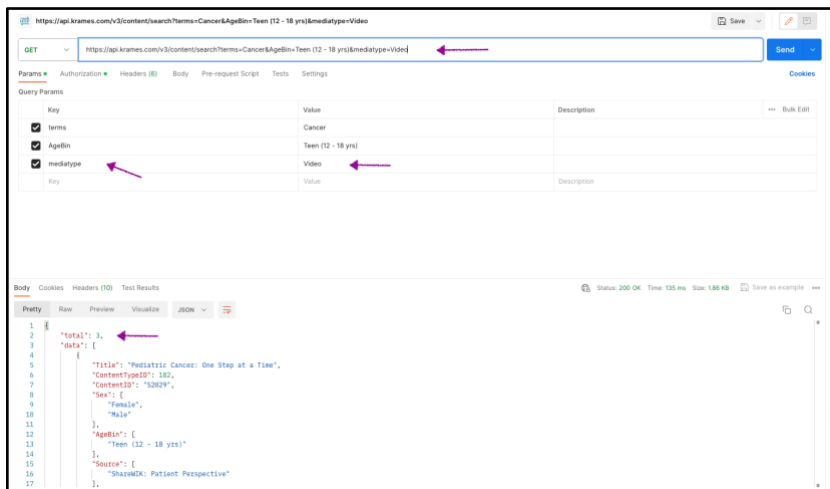 https://api.krames.com/v3/content/search?terms=Cancer&AgeBin=Teen (12 - 18 yrs)&mediatype=Video
Save
GET
https://api.krames.com/v3/content/search?terms=Cancer&AgeBin=Teen (12 - 18 yrs)&mediatype=Video
Send
Params Authorization Headers (6) Body Pre-request Script Tests Settings Cookies
Query Params
Key Value Description ••• Bulk Edit
terms Cancer
AgeBin Teen (12 - 18 yrs)
mediatype Video
Key Value Description
Body Cookies Headers (10) Test Results Status: 200 OK Time: 135 ms Size: 1.86 KB Save as example •••
Pretty Raw Preview Visualize JSON
1 {
2 "total": 3,
3 "data": [
4 {
5 "Title": "Pediatric Cancer: One Step at a Time",
6 "ContentTypeID": 182,
7 "ContentID": "52829",
8 "Sex": [
9 "Female",
10 "Male"
11 ],
12 "AgeBin": [
13 "Teen (12 - 18 yrs)"
14 ],
15 "Source": [
16 "ShareWIK: Patient Perspective"
17 ],